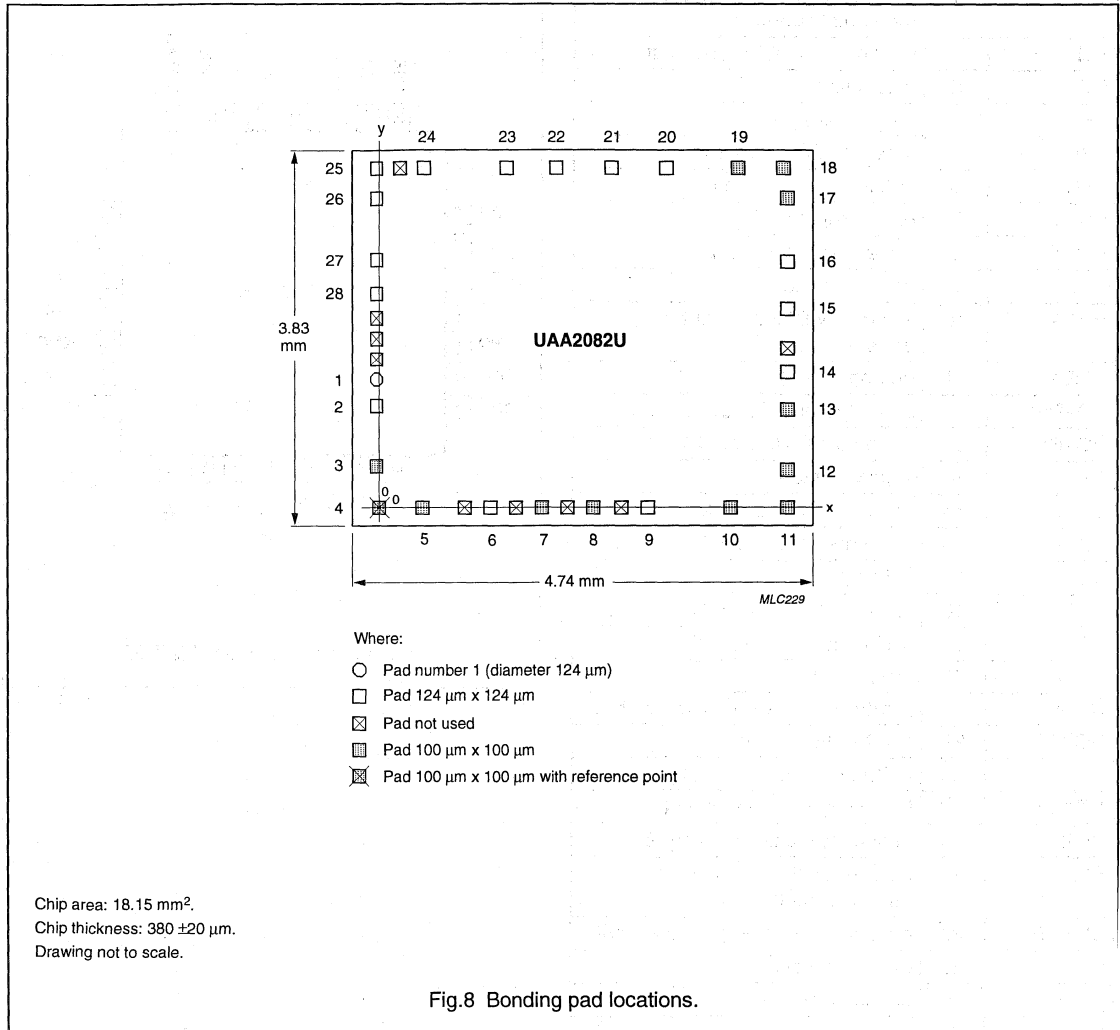 y
24 23 22 21 20 19
25 18
26 17
27 16
28 15
3.83
mm
UAA2082U
1 14
2 13
3 12
0
0
4 x
5 6 7 8 9 10 11
4.74 mm
MLC229
Where:
Pad number 1 (diameter 124 µm)
Pad 124 µm x 124 µm
Pad not used
Pad 100 µm x 100 µm
Pad 100 µm x 100 µm with reference point
Chip area: 18.15 mm².
Chip thickness: 380 ±20 µm.
Drawing not to scale.
Fig.8 Bonding pad locations.